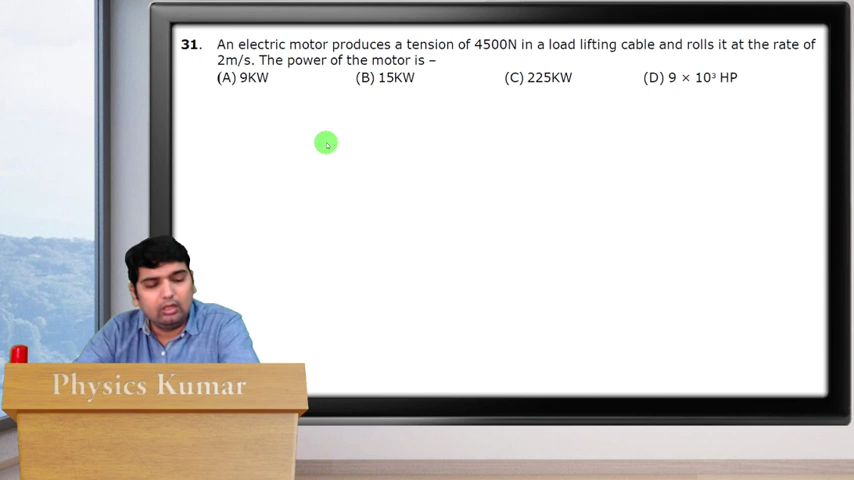 31. An electric motor produces a tension of 4500N in a load lifting cable and rolls it at the rate of
2m/s. The power of the motor is –
(A) 9KW (B) 15KW (C) 225KW (D) 9 × 10³ HP
Physics Kumar